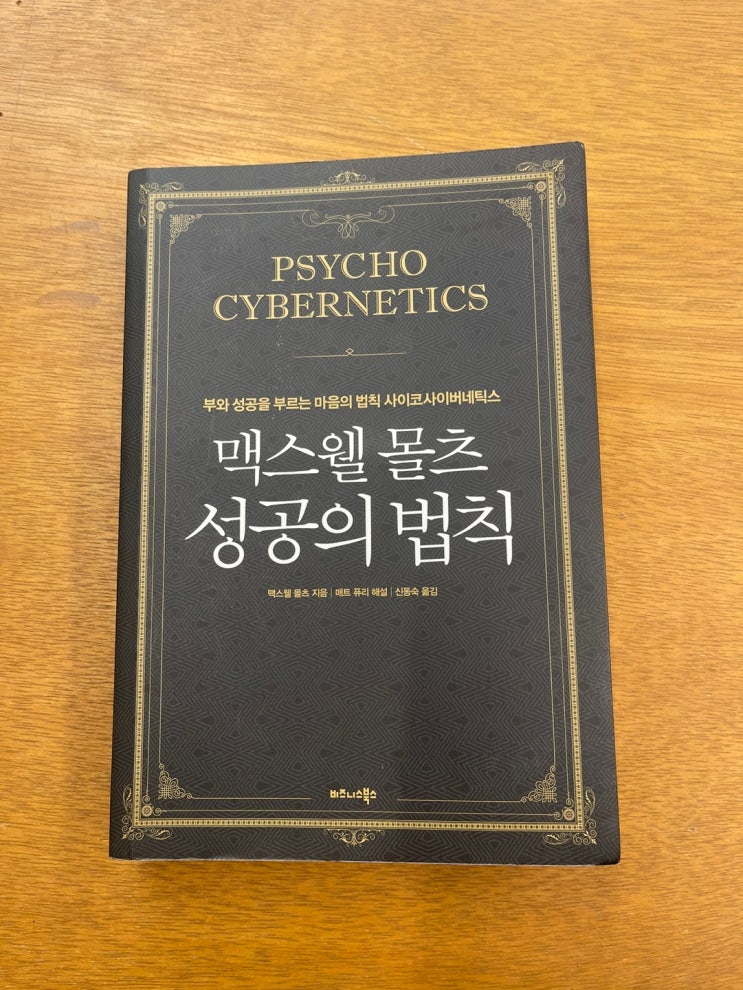 PSYCHO
CYBERNETICS
부와 성공을 부르는 마음의 법칙 사이코사이버네틱스
맥스웰 몰츠
성공의 법칙
맥스웰 몰츠 지음 | 매트 퓨리 해설 | 신동숙 옮김
비즈니스북스